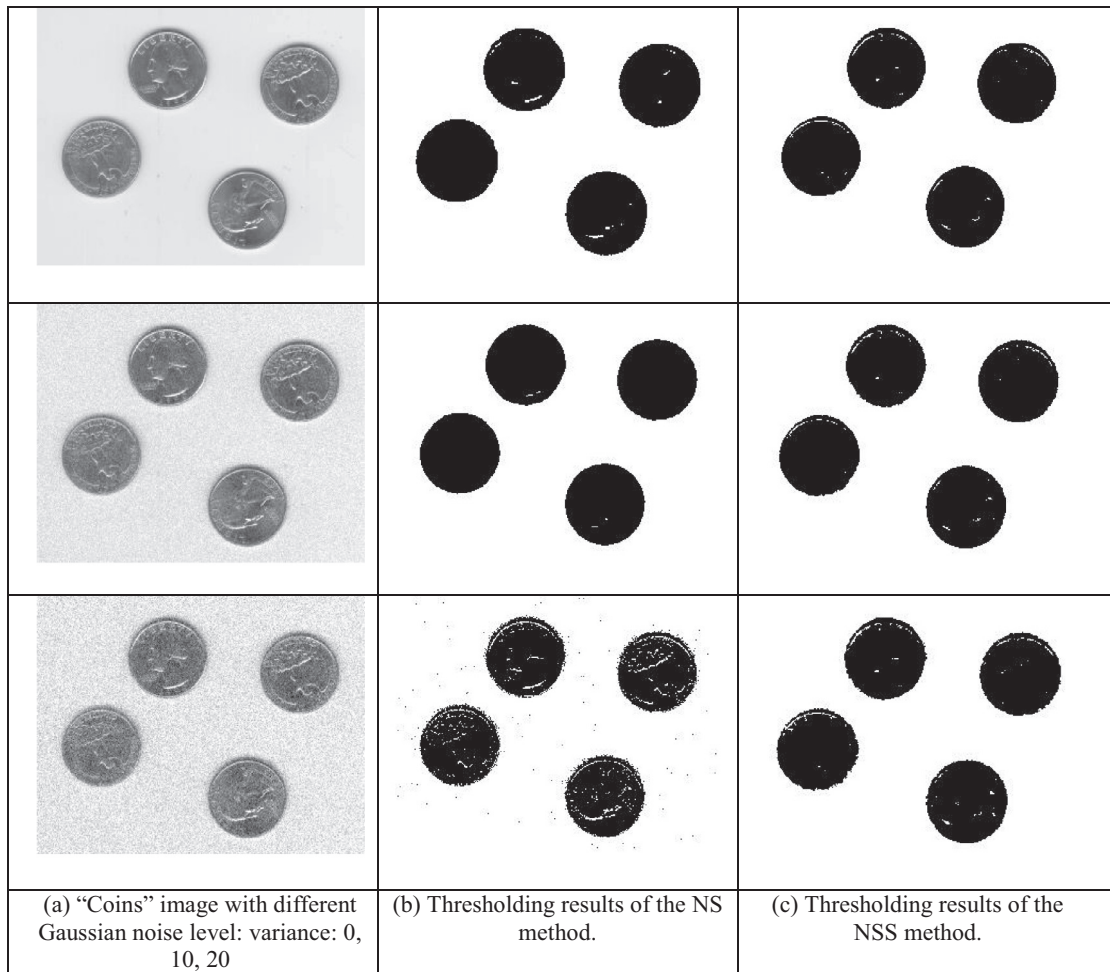 LIBERTY
(a) “Coins” image with different
Gaussian noise level: variance: 0,
10, 20
(b) Thresholding results of the NS
method.
(c) Thresholding results of the
NSS method.